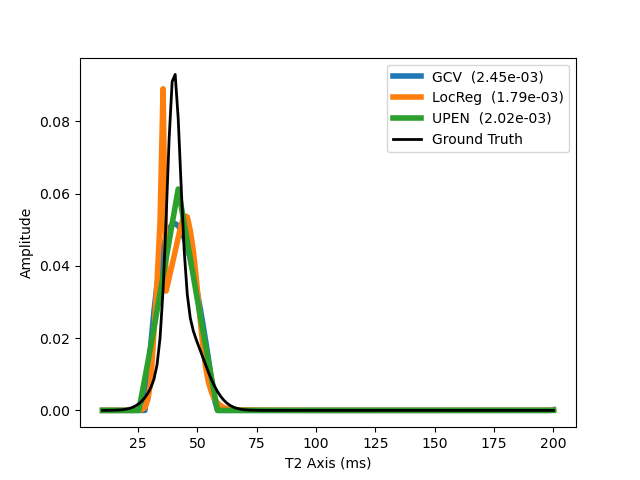 GCV (2.45e-03)
LocReg (1.79e-03)
UPEN (2.02e-03)
Ground Truth
0.08
0.06
0.04
0.02
0.00
Amplitude
25 50 75 100 125 150 175 200
T2 Axis (ms)